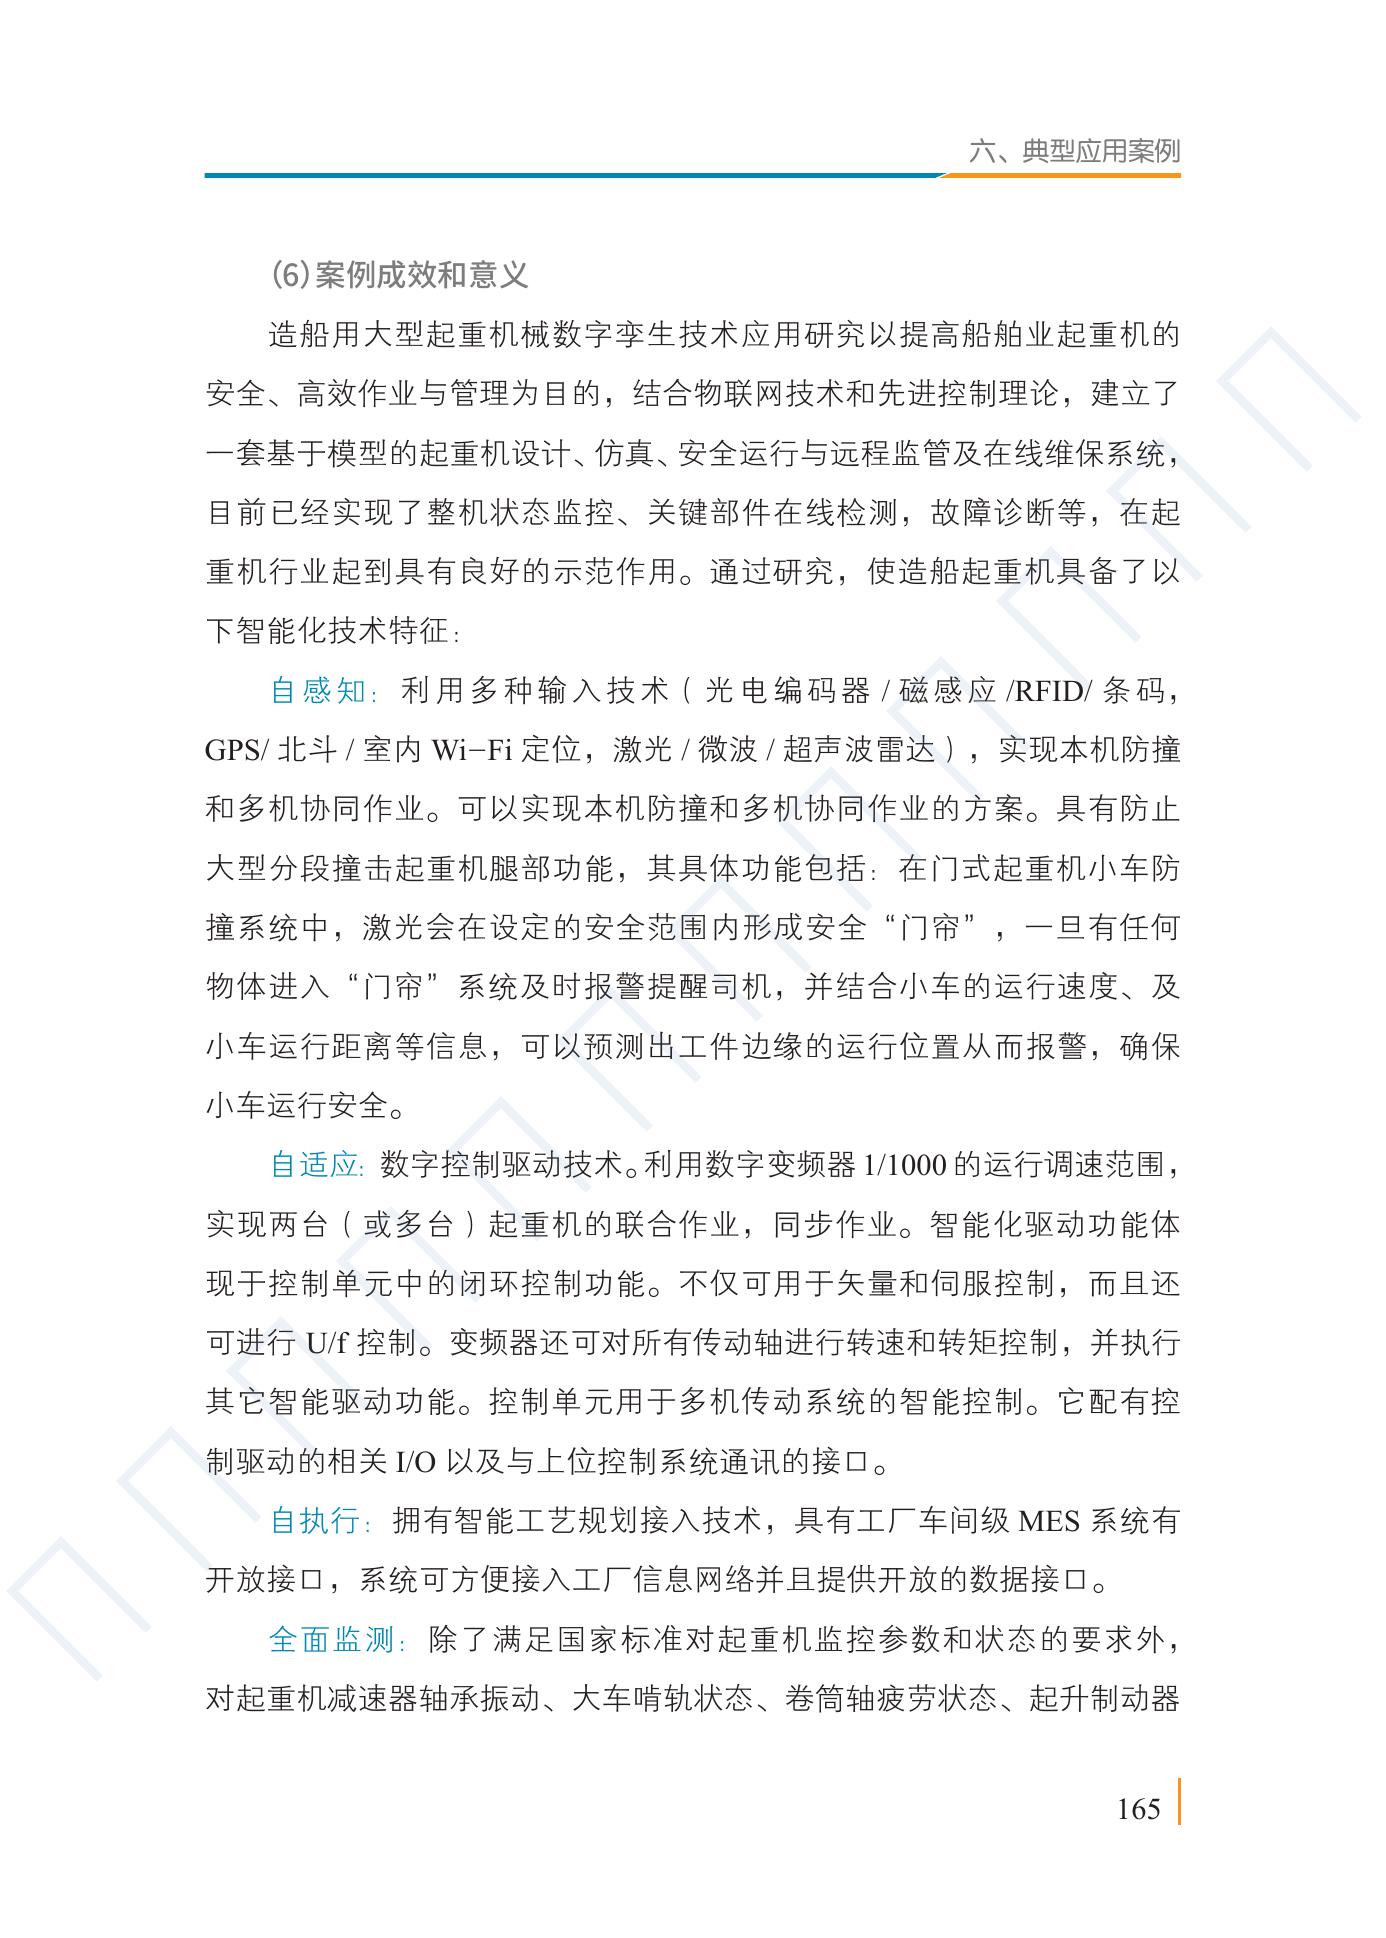 六、典型应用案例
（6）案例成效和意义
造船用大型起重机械数字孪生技术应用研究以提高船舶业起重机的
安全、高效作业与管理为目的，结合物联网技术和先进控制理论，建立了
一套基于模型的起重机设计、仿真、安全运行与远程监管及在线维保系统，
目前已经实现了整机状态监控、关键部件在线检测，故障诊断等，在起
重机行业起到具有良好的示范作用。通过研究，使造船起重机具备了以
下智能化技术特征：
自感知：利用多种输入技术（光电编码器 / 磁感应 /RFID/ 条码，
GPS/ 北斗 / 室内 Wi-Fi 定位，激光 / 微波 / 超声波雷达），实现本机防撞
和多机协同作业。可以实现本机防撞和多机协同作业的方案。具有防止
大型分段撞击起重机腿部功能，其具体功能包括：在门式起重机小车防
撞系统中，激光会在设定的安全范围内形成安全“门帘”，一旦有任何
物体进入“门帘”系统及时报警提醒司机，并结合小车的运行速度、及
小车运行距离等信息，可以预测出工件边缘的运行位置从而报警，确保
小车运行安全。
自适应：数字控制驱动技术。利用数字变频器 1/1000 的运行调速范围，
实现两台（或多台）起重机的联合作业，同步作业。智能化驱动功能体
现于控制单元中的闭环控制功能。不仅可用于矢量和伺服控制，而且还
可进行 U/f 控制。变频器还可对所有传动轴进行转速和转矩控制，并执行
其它智能驱动功能。控制单元用于多机传动系统的智能控制。它配有控
制驱动的相关 I/O 以及与上位控制系统通讯的接口。
自执行：拥有智能工艺规划接入技术，具有工厂车间级 MES 系统有
开放接口，系统可方便接入工厂信息网络并且提供开放的数据接口。
全面监测：除了满足国家标准对起重机监控参数和状态的要求外，
对起重机减速器轴承振动、大车啃轨状态、卷筒轴疲劳状态、起升制动器
165